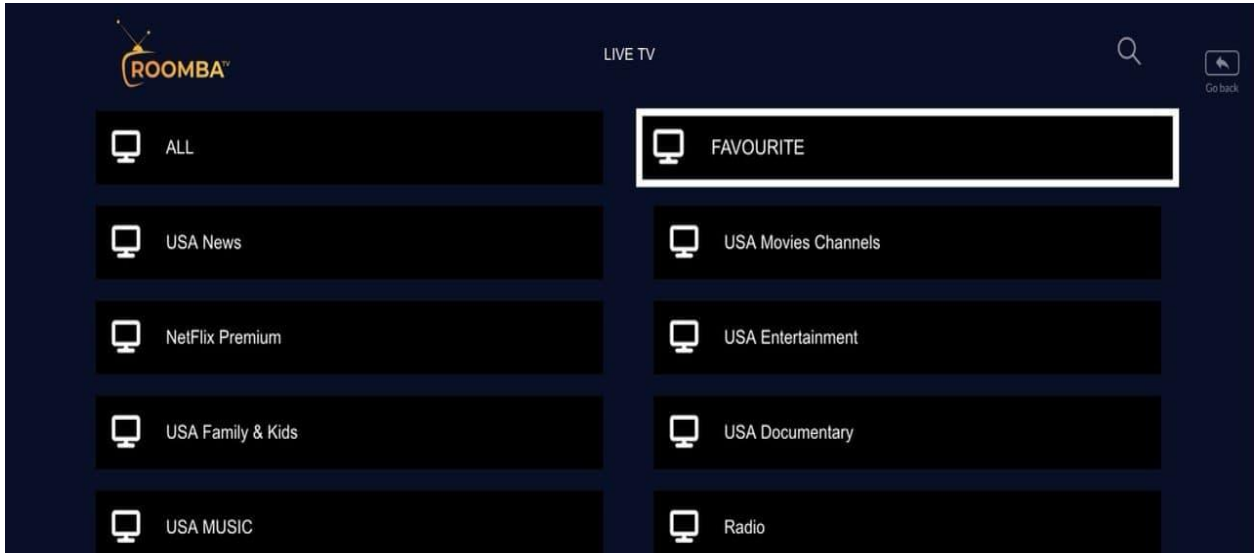 ROOMBA TV
LIVE TV
Go back
ALL
FAVOURITE
USA News
USA Movies Channels
NetFlix Premium
USA Entertainment
USA Family & Kids
USA Documentary
USA MUSIC
Radio